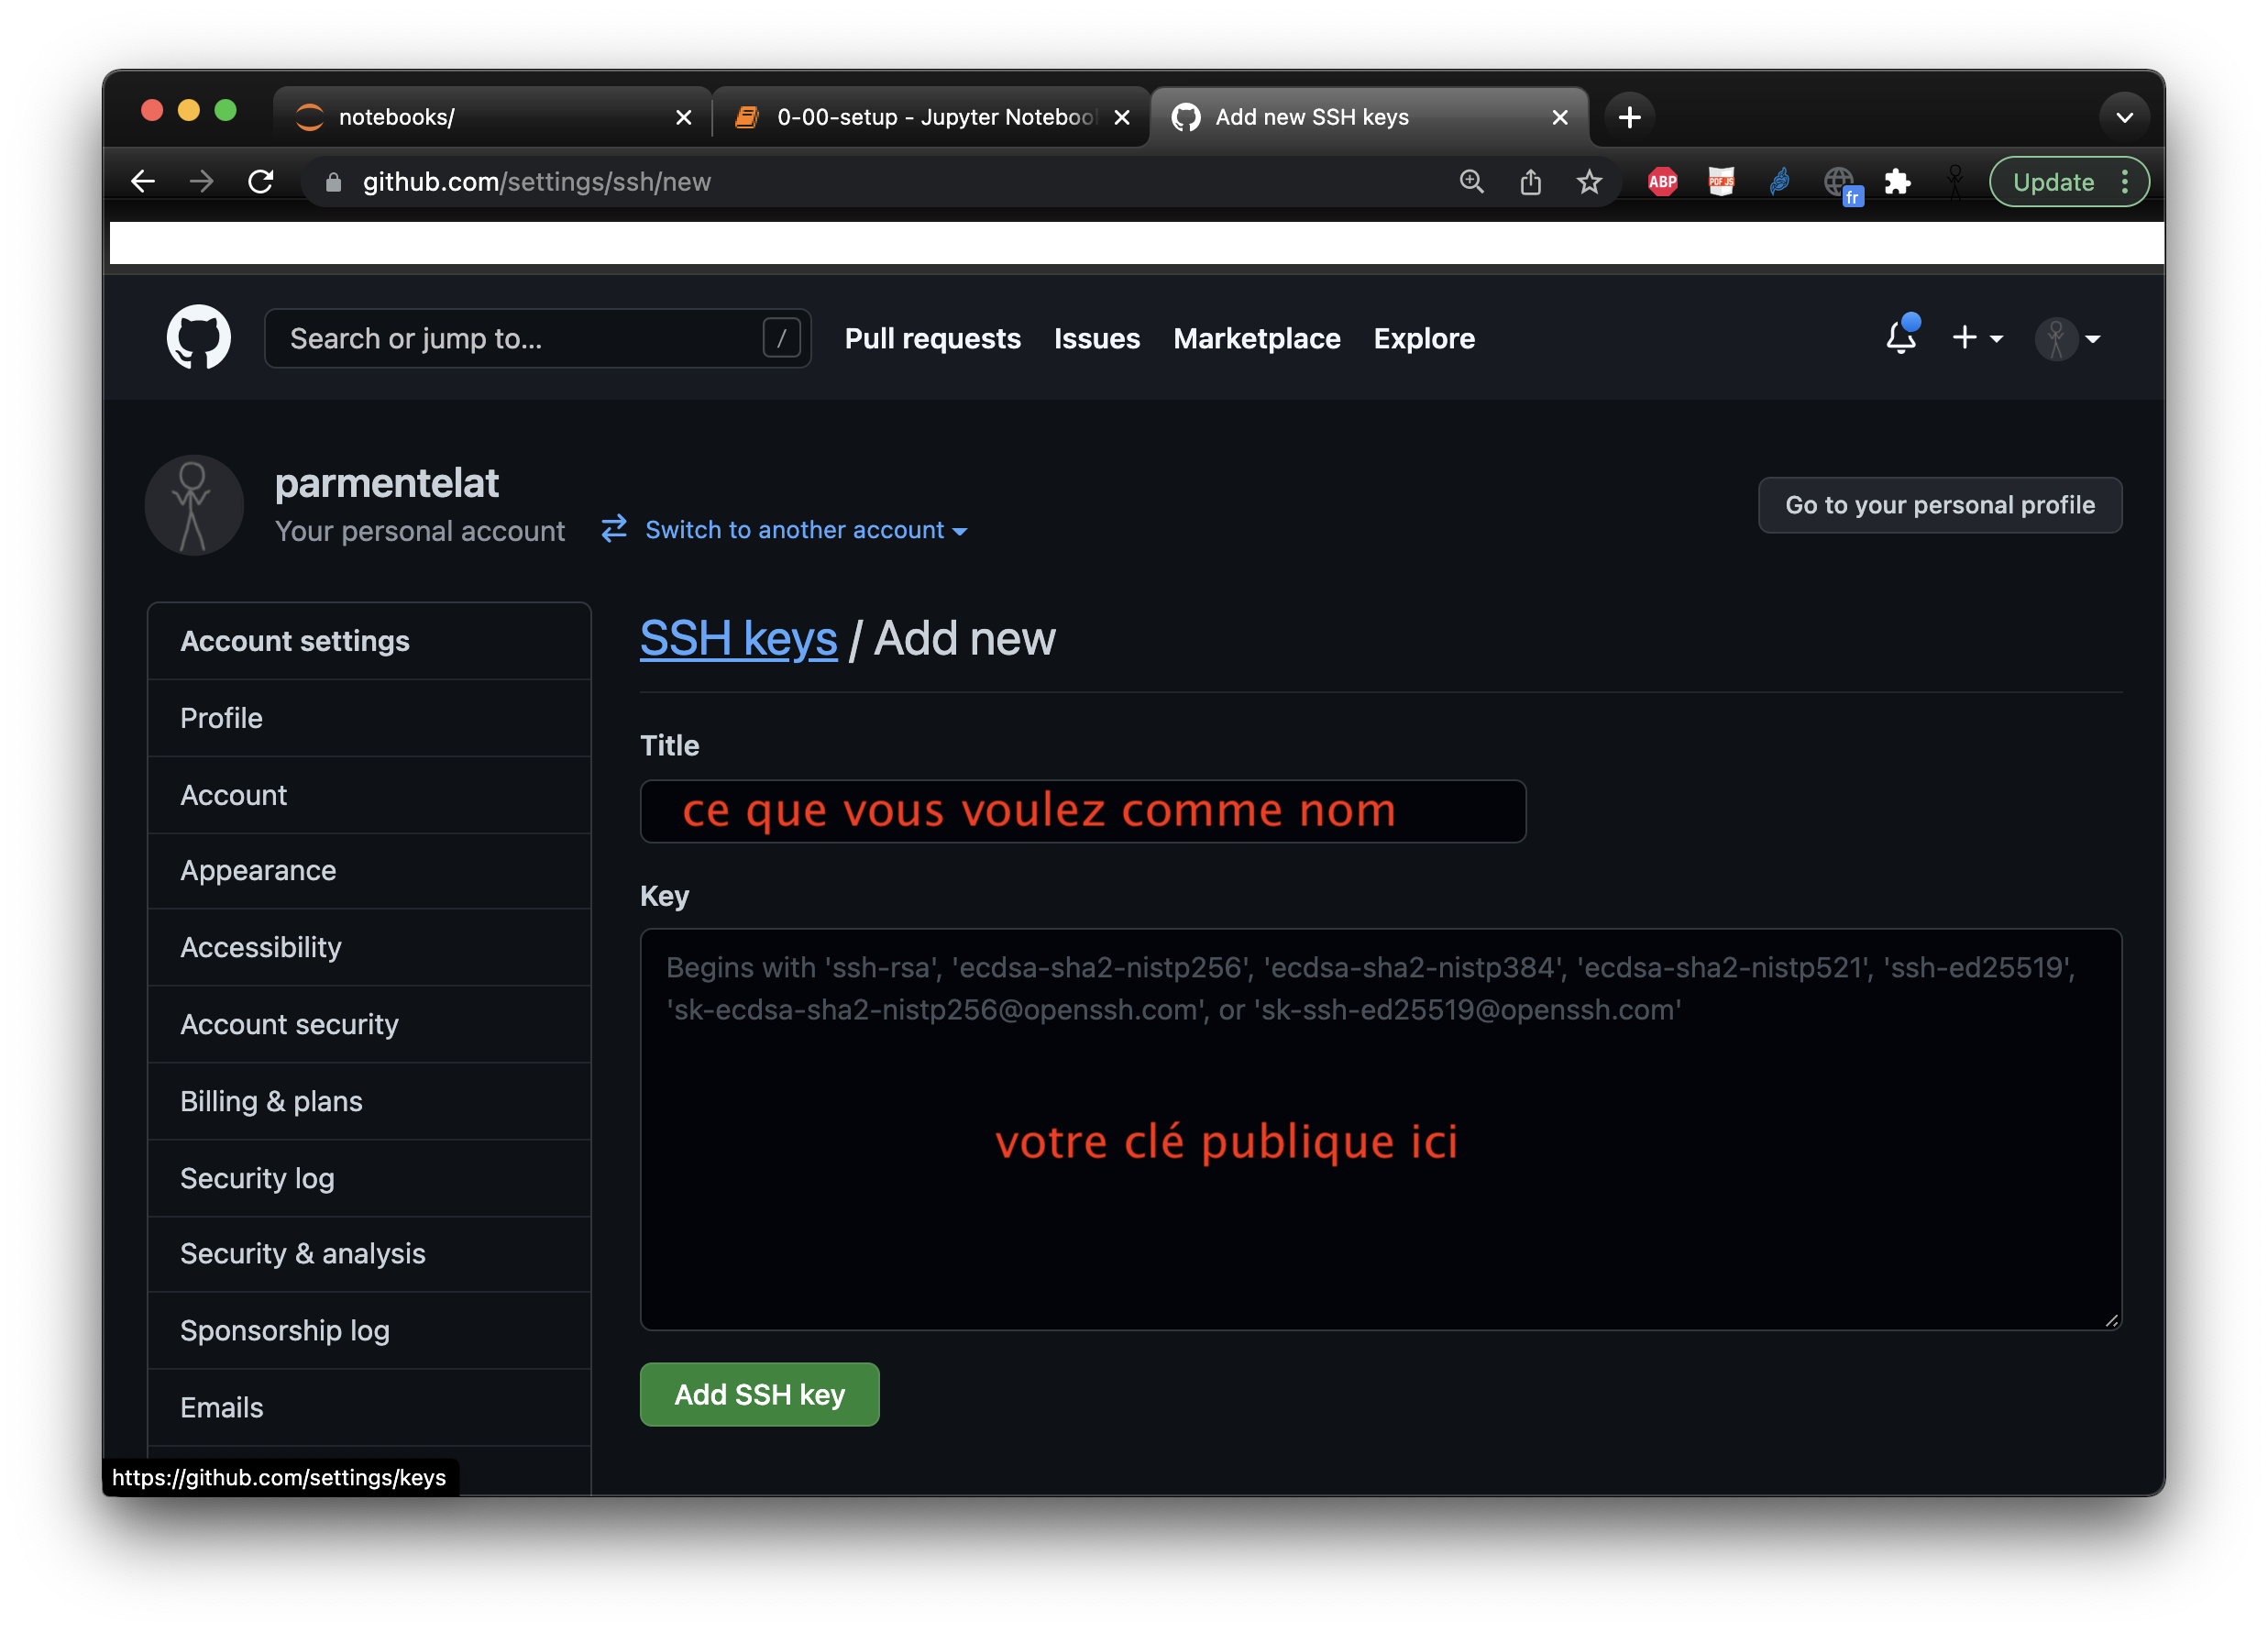 notebooks/
0-00-setup - Jupyter Noteboo
Add new SSH keys
github.com/settings/ssh/new
ABP
PDF JS
fr
Update
Search or jump to...
/
Pull requests
Issues
Marketplace
Explore
parmentelat
Your personal account
Switch to another account
Go to your personal profile
Account settings
Profile
Account
Appearance
Accessibility
Account security
Billing & plans
Security log
Security & analysis
Sponsorship log
Emails
SSH keys / Add new
Title
ce que vous voulez comme nom
Key
Begins with 'ssh-rsa', 'ecdsa-sha2-nistp256', 'ecdsa-sha2-nistp384', 'ecdsa-sha2-nistp521', 'ssh-ed25519',
'sk-ecdsa-sha2-nistp256@openssh.com', or 'sk-ssh-ed25519@openssh.com'
votre clé publique ici
Add SSH key
https://github.com/settings/keys